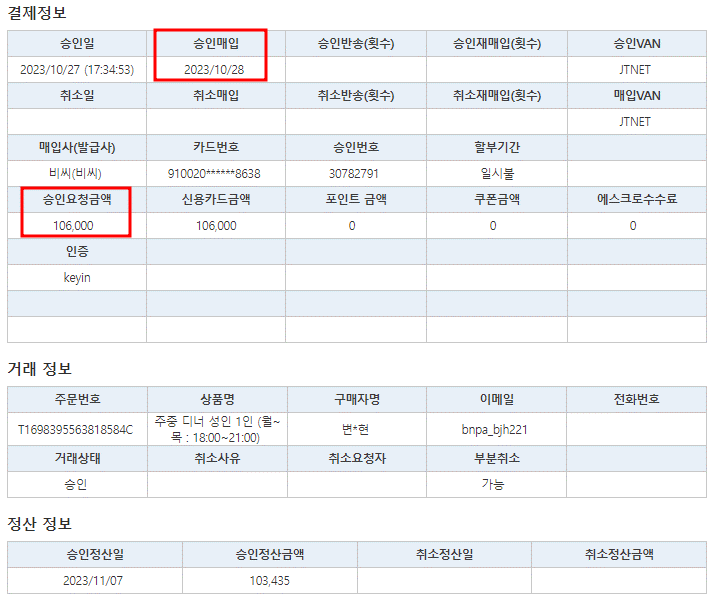 결제정보
승인일 승인매입 승인반송(횟수) 승인재매입(횟수) 승인VAN
2023/10/27 (17:34:53) 2023/10/28 JTNET
취소일 취소매입 취소반송(횟수) 취소재매입(횟수) 매입VAN
JTNET
매입사(발급사) 카드번호 승인번호 할부기간
비씨(비씨) 910020******8638 30782791 일시불
승인요청금액 신용카드금액 포인트 금액 쿠폰금액 에스크로수수료
106,000 106,000 0 0 0
인증
keyin
거래 정보
주문번호 상품명 구매자명 이메일 전화번호
T1698395563818584C 주중 디너 성인 1인 (월~
목 : 18:00~21:00) 변*현 bnpa_bjh221
거래상태 취소사유 취소요청자 부분취소
승인 가능
정산 정보
승인정산일 승인정산금액 취소정산일 취소정산금액
2023/11/07 103,435